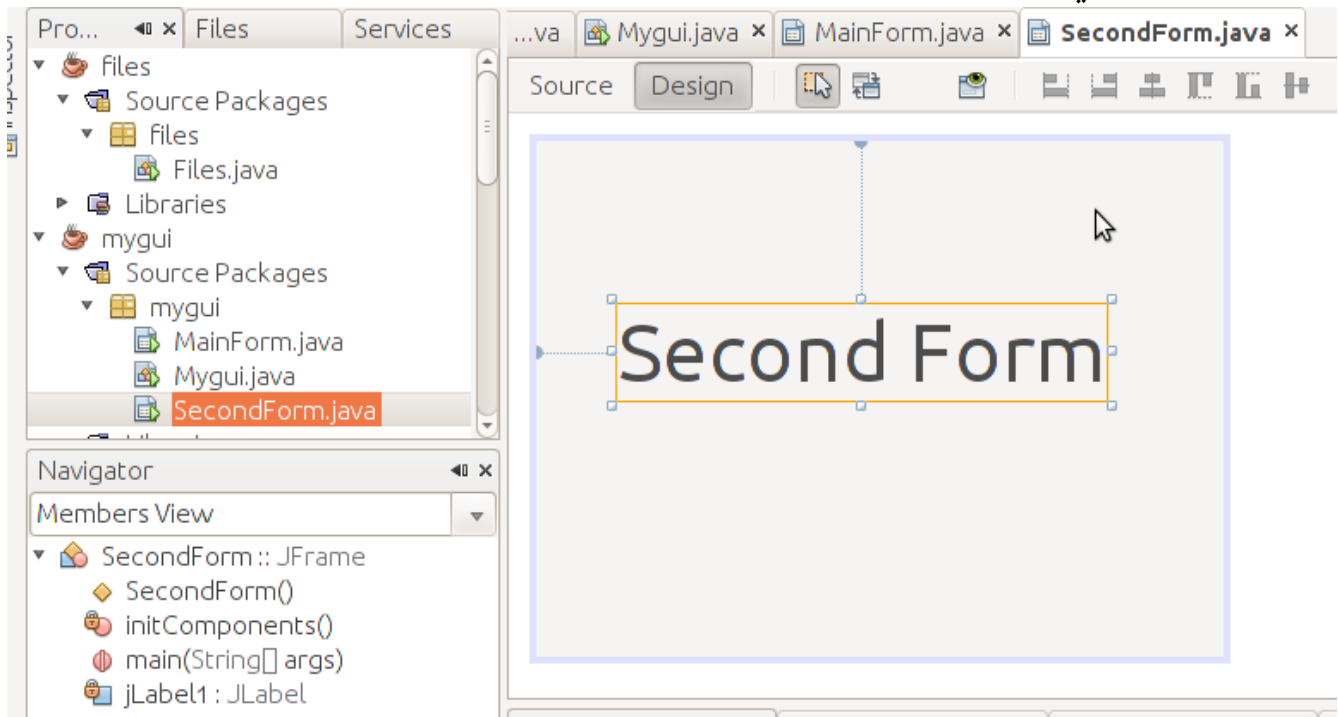 Pro... Files Services
files
Source Packages
files
Files.java
Libraries
mygui
Source Packages
mygui
MainForm.java
Mygui.java
SecondForm.java
Navigator
Members View
SecondForm :: JFrame
SecondForm()
initComponents()
main(String[] args)
jLabel1 : JLabel
...va Mygui.java MainForm.java SecondForm.java
Source Design
Second Form